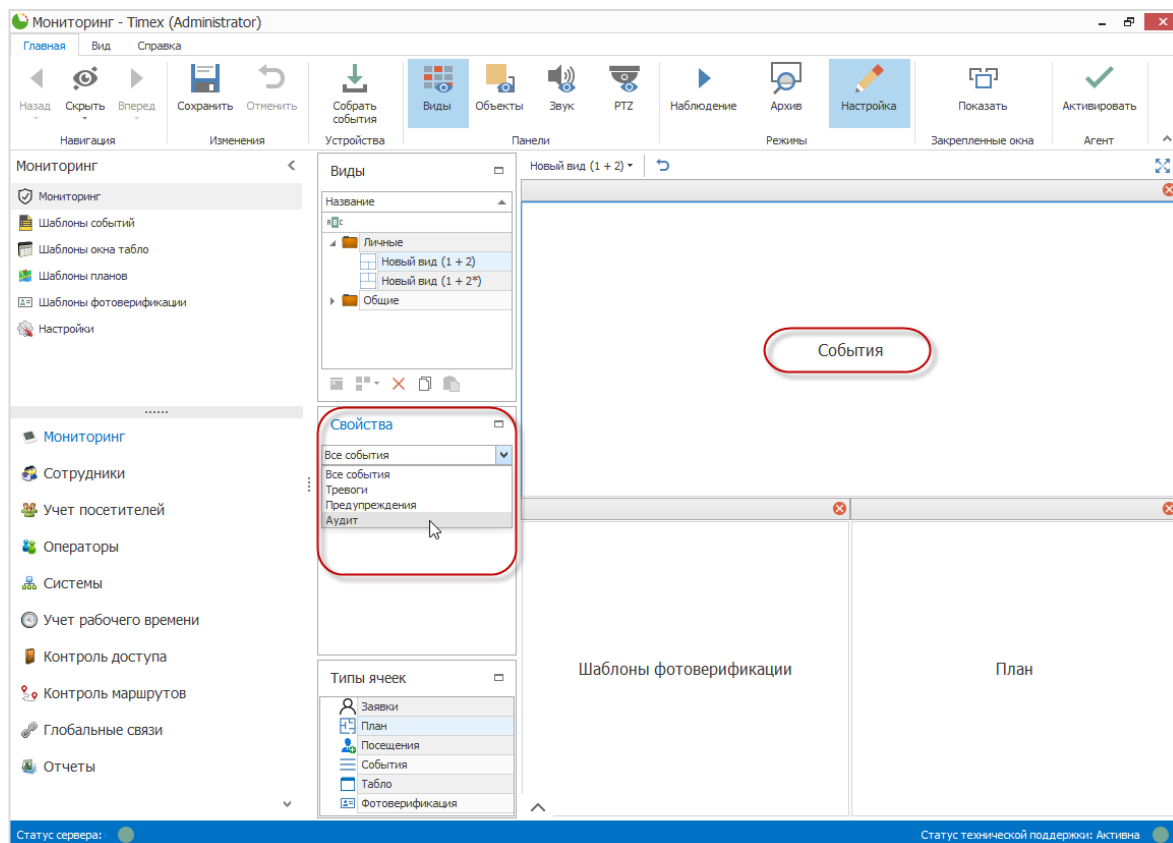 Мониторинг - Timex (Administrator)
Главная Вид Справка
Назад Скрыть Вперед Сохранить Отменить Собрать события Виды Объекты Звук PTZ Наблюдение Архив Настройка Показать Активировать
Навигация Изменения Устройства Панели Режимы Закрепленные окна Агент
Мониторинг
Мониторинг
Шаблоны событий
Шаблоны окна табло
Шаблоны планов
Шаблоны фотоверификации
Настройки
Мониторинг
Сотрудники
Учет посетителей
Операторы
Системы
Учет рабочего времени
Контроль доступа
Контроль маршрутов
Глобальные связи
Отчеты
Виды
Название
Личные
Новый вид (1 + 2)
Новый вид (1 + 2*)
Общие
Свойства
Все события
Все события
Тревоги
Предупреждения
Аудит
Типы ячеек
Заявки
План
Посещения
События
Табло
Фотоверификация
Новый вид (1 + 2)
События
Шаблоны фотоверификации
План
Статус сервера:
Статус технической поддержки: Активна